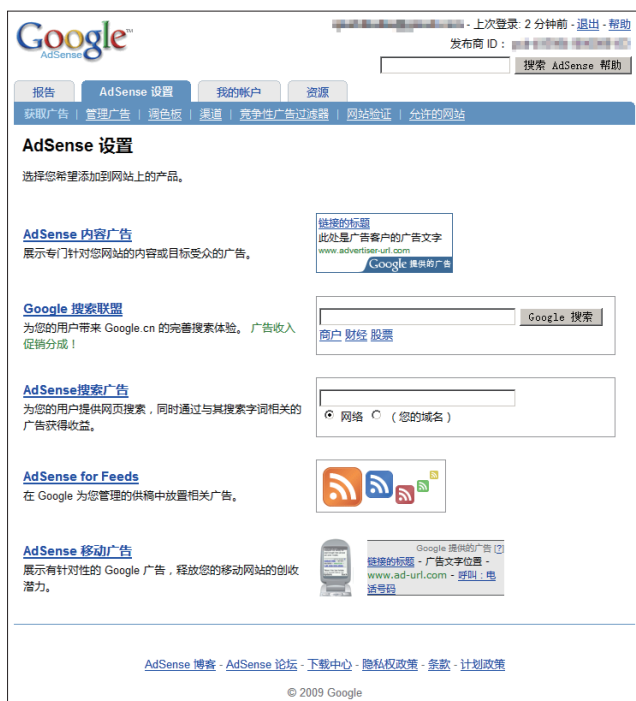 - 上次登录: 2 分钟前 - 退出 - 帮助
Google™
AdSense
发布商 ID：
搜索 AdSense 帮助
报告 AdSense 设置 我的帐户 资源
获取广告 | 管理广告 | 调色板 | 渠道 | 竞争性广告过滤器 | 网站验证 | 允许的网站
AdSense 设置
选择您希望添加到网站上的产品。
AdSense 内容广告
展示专门针对您网站的内容或目标受众的广告。
链接的标题
此处是广告客户的广告文字
www.advertiser-url.com
Google 提供的广告
Google 搜索联盟
为您的用户带来 Google.cn 的完善搜索体验。 广告收入
促销分成！
Google 搜索
商户 财经 股票
AdSense搜索广告
为您的用户提供网页搜索，同时通过与其搜索字词相关的
广告获得收益。
网络 （您的域名）
AdSense for Feeds
在 Google 为您管理的供稿中放置相关广告。
AdSense 移动广告
展示有针对性的 Google 广告，释放您的移动网站的创收
潜力。
Google 提供的广告 [?]
链接的标题 - 广告文字位置 -
www.ad-url.com - 呼叫：电
话号码
AdSense 博客 - AdSense 论坛 - 下载中心 - 隐私权政策 - 条款 - 计划政策
© 2009 Google